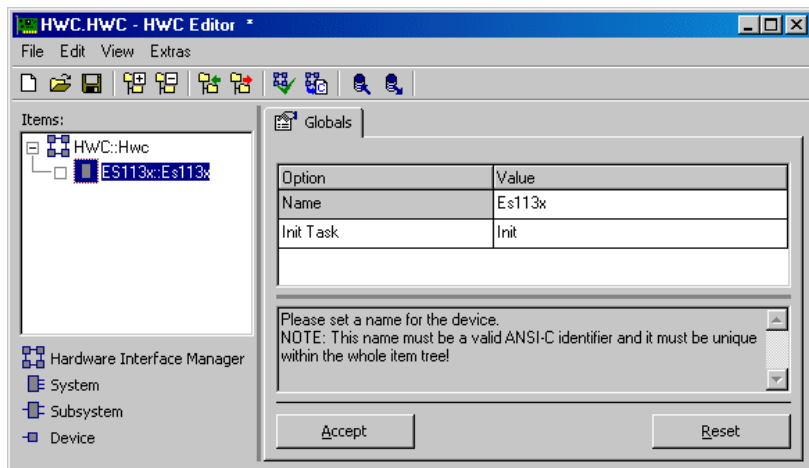 HWC.HWC - HWC Editor *
File Edit View Extras
Items:
HWC::Hwc
ES113x::Es113x
Hardware Interface Manager
System
Subsystem
Device
Globals
Option Value
Name Es113x
Init Task Init
Please set a name for the device.
NOTE: This name must be a valid ANSI-C identifier and it must be unique
within the whole item tree!
Accept Reset